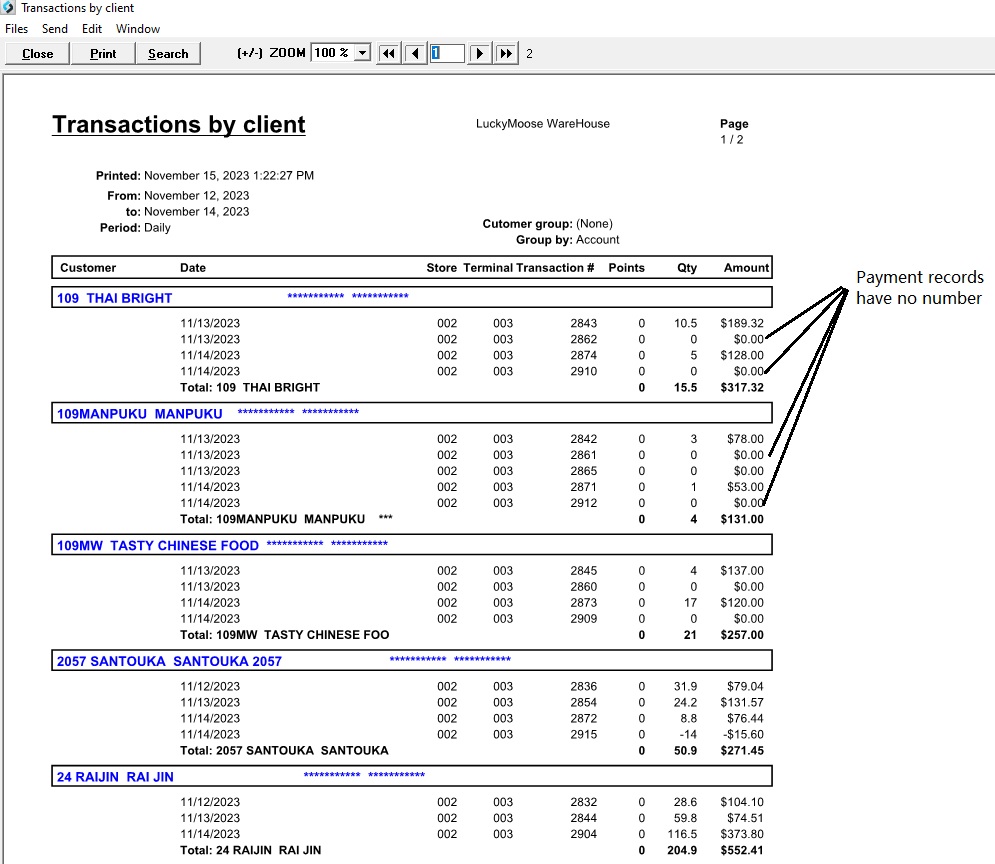 Transactions by client
Files Send Edit Window
Close Print Search (+/-) ZOOM 100 % 1 2
Transactions by client LuckyMoose WareHouse Page
1 / 2
Printed: November 15, 2023 1:22:27 PM
From: November 12, 2023
to: November 14, 2023
Period: Daily
Cutomer group: (None)
Group by: Account
Customer Date Store Terminal Transaction # Points Qty Amount
Payment records
have no number
109 THAI BRIGHT *********** ***********
11/13/2023 002 003 2843 0 10.5 $189.32
11/13/2023 002 003 2862 0 0 $0.00
11/14/2023 002 003 2874 0 5 $128.00
11/14/2023 002 003 2910 0 0 $0.00
Total: 109 THAI BRIGHT 0 15.5 $317.32
109MANPUKU MANPUKU *********** ***********
11/13/2023 002 003 2842 0 3 $78.00
11/13/2023 002 003 2861 0 0 $0.00
11/13/2023 002 003 2865 0 0 $0.00
11/14/2023 002 003 2871 0 1 $53.00
11/14/2023 002 003 2912 0 0 $0.00
Total: 109MANPUKU MANPUKU *** 0 4 $131.00
109MW TASTY CHINESE FOOD *********** ***********
11/13/2023 002 003 2845 0 4 $137.00
11/13/2023 002 003 2860 0 0 $0.00
11/14/2023 002 003 2873 0 17 $120.00
11/14/2023 002 003 2909 0 0 $0.00
Total: 109MW TASTY CHINESE FOO 0 21 $257.00
2057 SANTOUKA SANTOUKA 2057 *********** ***********
11/12/2023 002 003 2836 0 31.9 $79.04
11/13/2023 002 003 2854 0 24.2 $131.57
11/14/2023 002 003 2872 0 8.8 $76.44
11/14/2023 002 003 2915 0 -14 -$15.60
Total: 2057 SANTOUKA SANTOUKA 0 50.9 $271.45
24 RAIJIN RAI JIN *********** ***********
11/12/2023 002 003 2832 0 28.6 $104.10
11/13/2023 002 003 2844 0 59.8 $74.51
11/14/2023 002 003 2904 0 116.5 $373.80
Total: 24 RAIJIN RAI JIN 0 204.9 $552.41